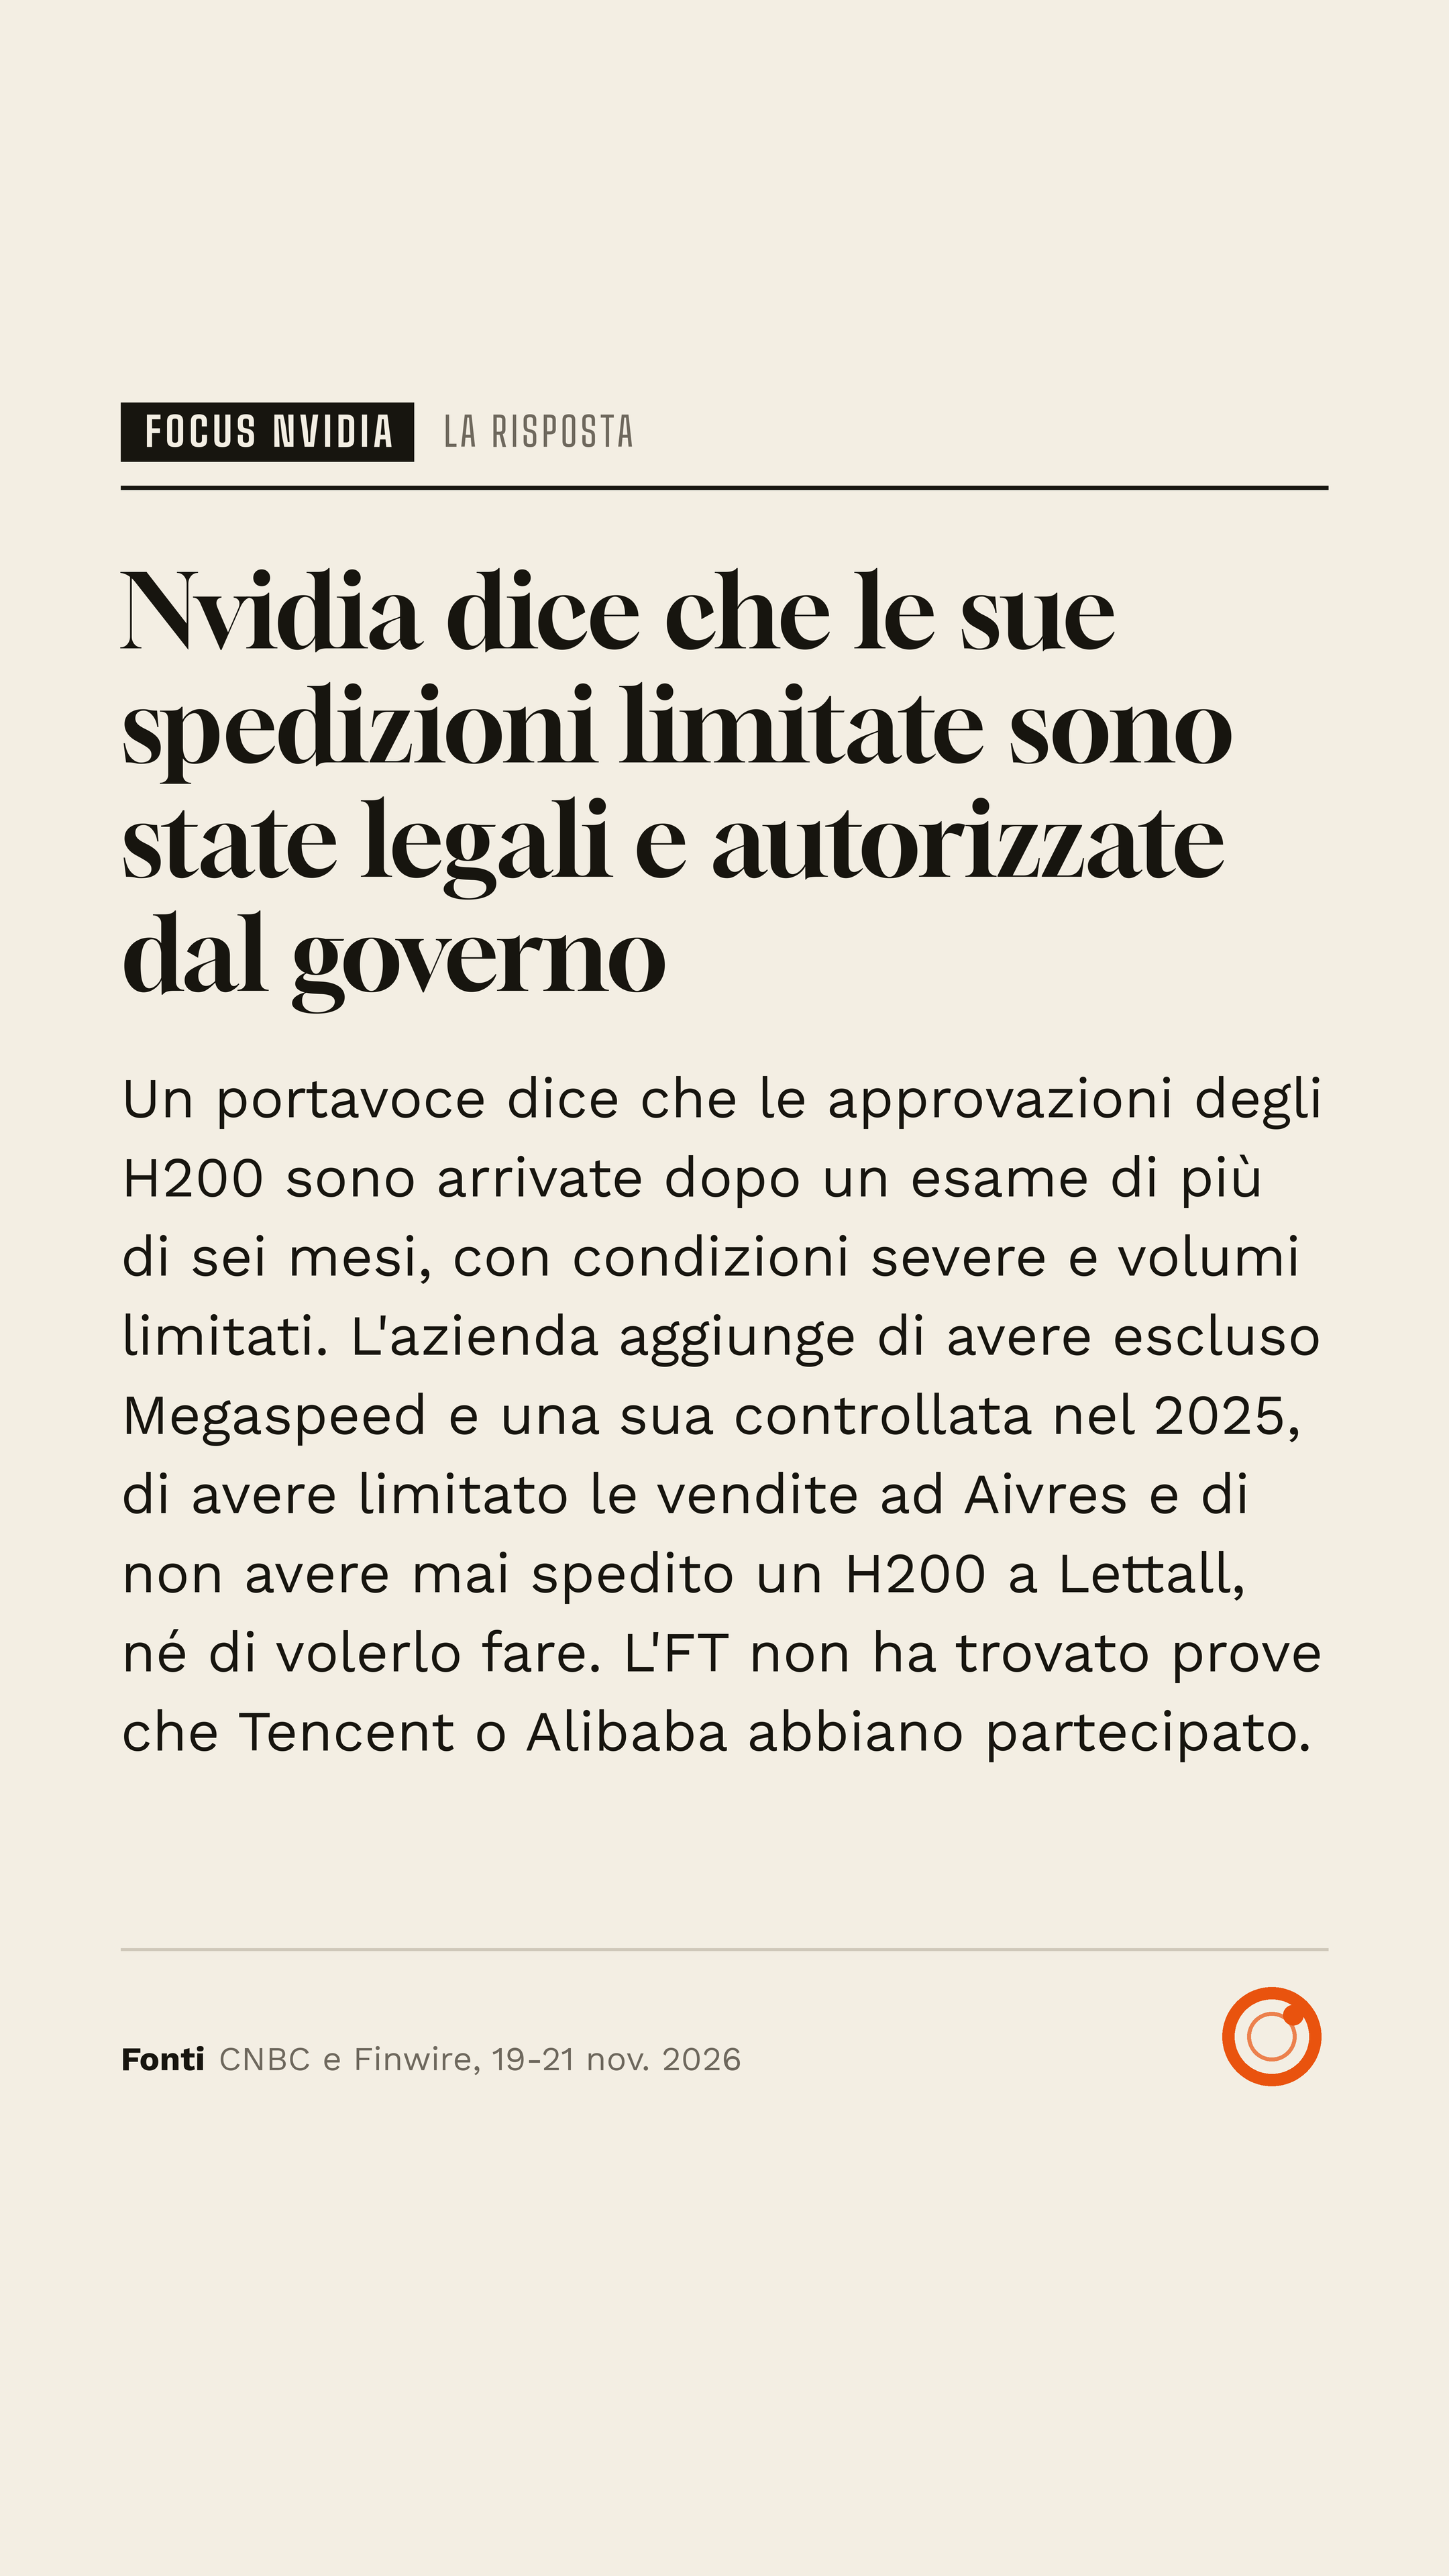 FOCUS NVIDIA LA RISPOSTA
Nvidia dice che le sue
spedizioni limitate sono
state legali e autorizzate
dal governo
Un portavoce dice che le approvazioni degli
H200 sono arrivate dopo un esame di più
di sei mesi, con condizioni severe e volumi
limitati. L'azienda aggiunge di avere escluso
Megaspeed e una sua controllata nel 2025,
di avere limitato le vendite ad Aivres e di
non avere mai spedito un H200 a Lettall,
né di volerlo fare. L'FT non ha trovato prove
che Tencent o Alibaba abbiano partecipato.
Fonti CNBC e Finwire, 19-21 nov. 2026